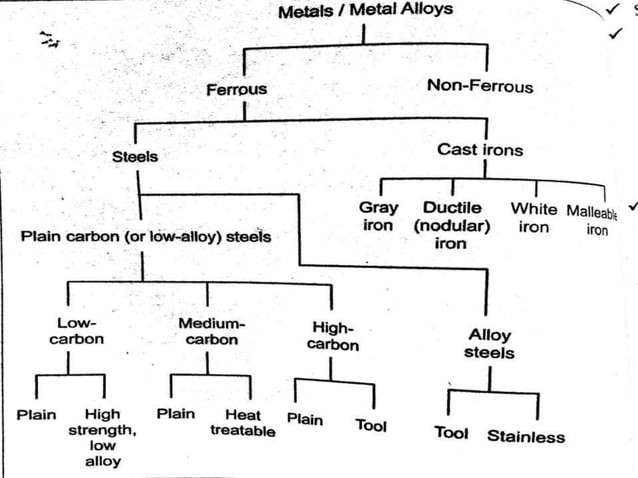 Metals / Metal Alloys
Ferrous
Non-Ferrous
Steels
Cast irons
Gray
iron
Ductile
(nodular)
iron
White
iron
Malleable
iron
Plain carbon (or low-alloy) steels
Low-
carbon
Medium-
carbon
High-
carbon
Alloy
steels
Plain
High
strength,
low
alloy
Plain
Heat
treatable
Plain
Tool
Tool
Stainless